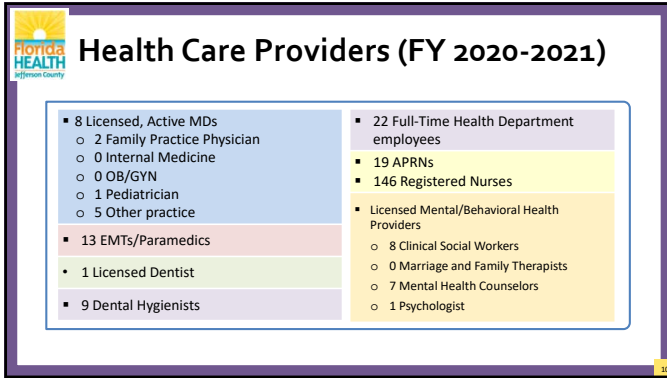 Florida
HEALTH
Jefferson County
Health Care Providers (FY 2020-2021)
▪ 8 Licensed, Active MDs
o 2 Family Practice Physician
o 0 Internal Medicine
o 0 OB/GYN
o 1 Pediatrician
o 5 Other practice
▪ 13 EMTs/Paramedics
• 1 Licensed Dentist
▪ 9 Dental Hygienists
▪ 22 Full-Time Health Department
employees
▪ 19 APRNs
▪ 146 Registered Nurses
▪ Licensed Mental/Behavioral Health
Providers
o 8 Clinical Social Workers
o 0 Marriage and Family Therapists
o 7 Mental Health Counselors
o 1 Psychologist